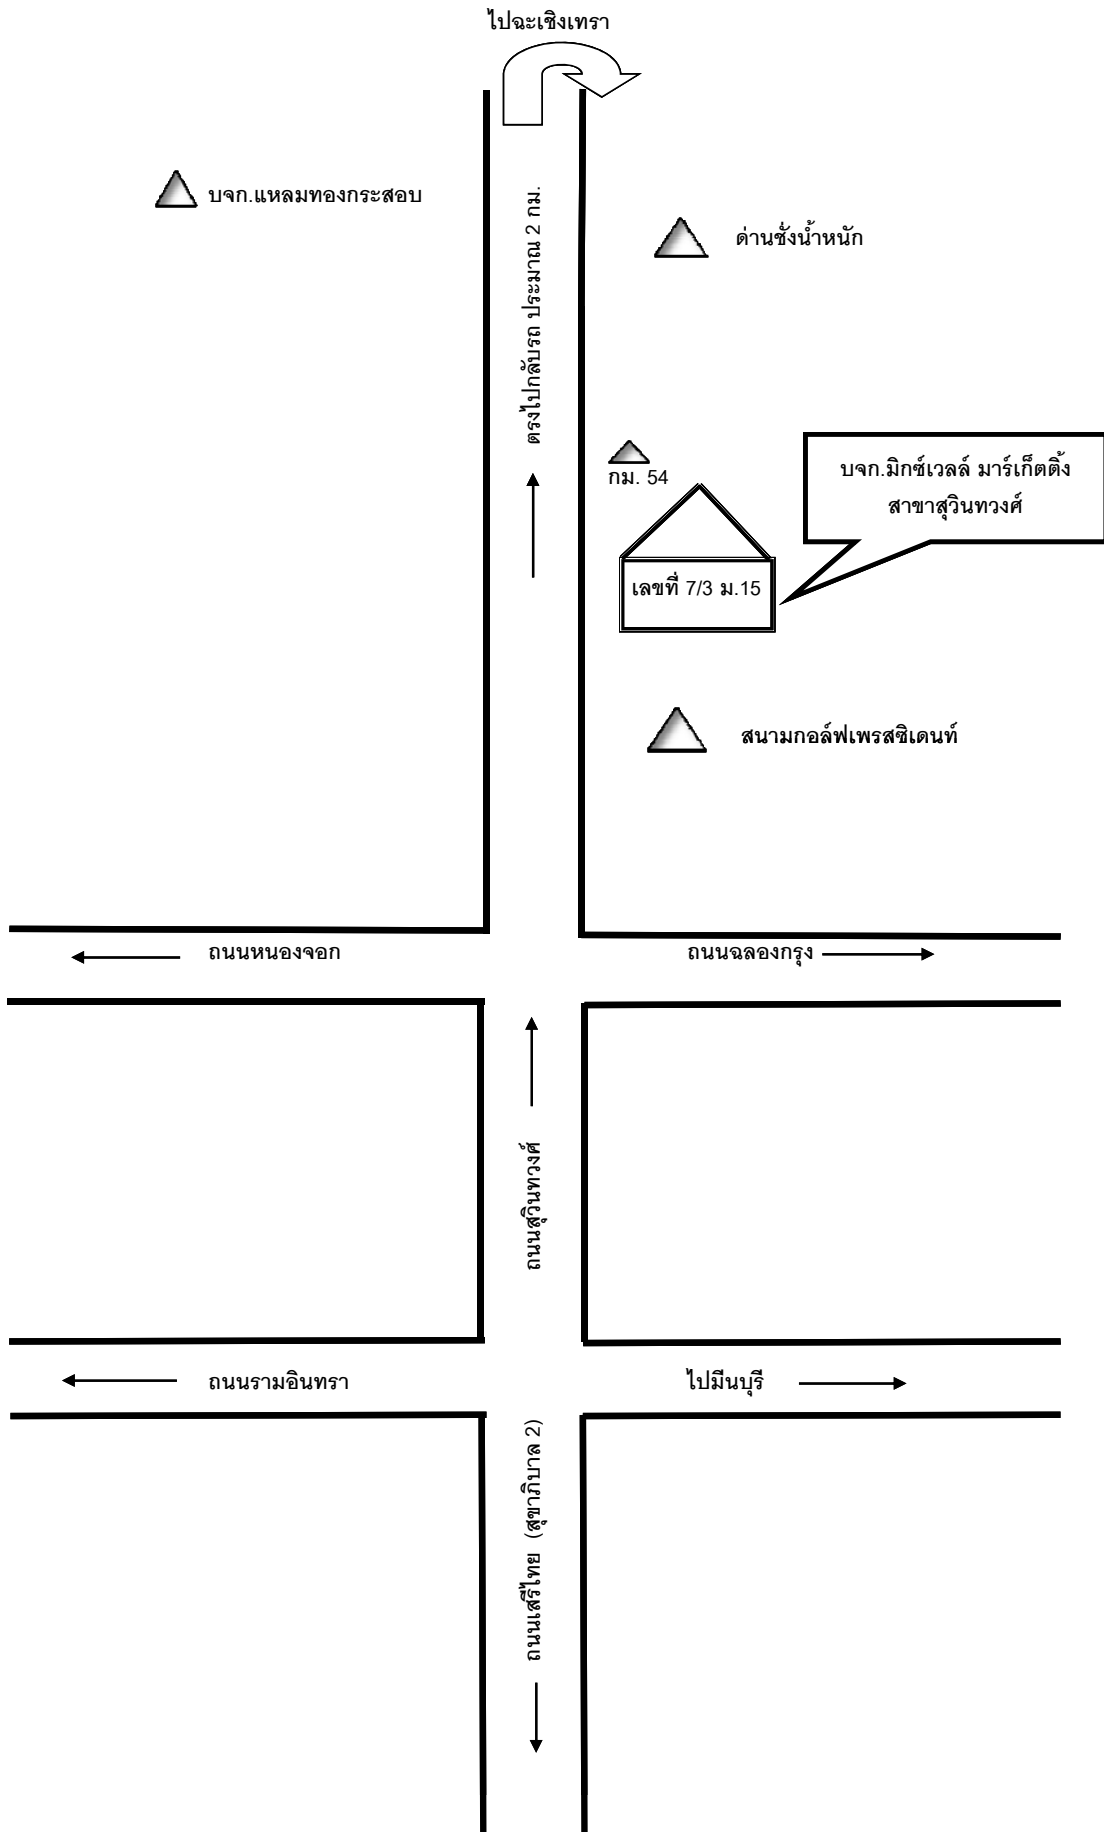 ไปฉะเชิงเทรา
บจก.แหลมทองกระสอบ
ด่านชั่งน้ำหนัก
ตรงไปกลับรถ ประมาณ 2 กม.
กม. 54
บจก.มิกซ์เวลล์ มาร์เก็ตติ้ง
สาขาสุวินทวงศ์
เลขที่ 7/3 ม.15
สนามกอล์ฟเพรสซิเดนท์
ถนนหนองจอก
ถนนฉลองกรุง
ถนนสุวินทวงศ์
ถนนรามอินทรา
ไปมีนบุรี
ถนนเสรีไทย (สุขาภิบาล 2)